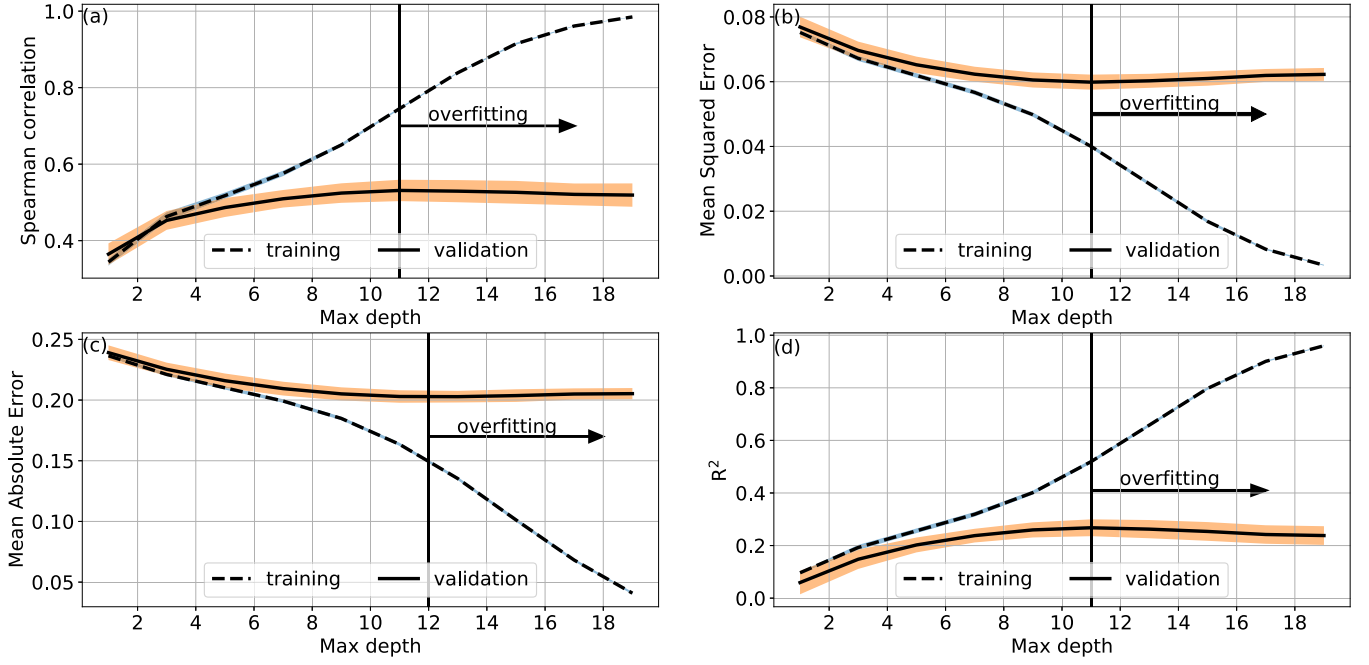 (a)
Spearman correlation
1.0
0.8
0.6
0.4
overfitting
training
validation
2 4 6 8 10 12 14 16 18
Max depth
(b)
Mean Squared Error
0.08
0.06
0.04
0.02
0.00
overfitting
training
validation
2 4 6 8 10 12 14 16 18
Max depth
(c)
Mean Absolute Error
0.25
0.20
0.15
0.10
0.05
overfitting
training
validation
2 4 6 8 10 12 14 16 18
Max depth
(d)
R²
1.0
0.8
0.6
0.4
0.2
0.0
overfitting
training
validation
2 4 6 8 10 12 14 16 18
Max depth